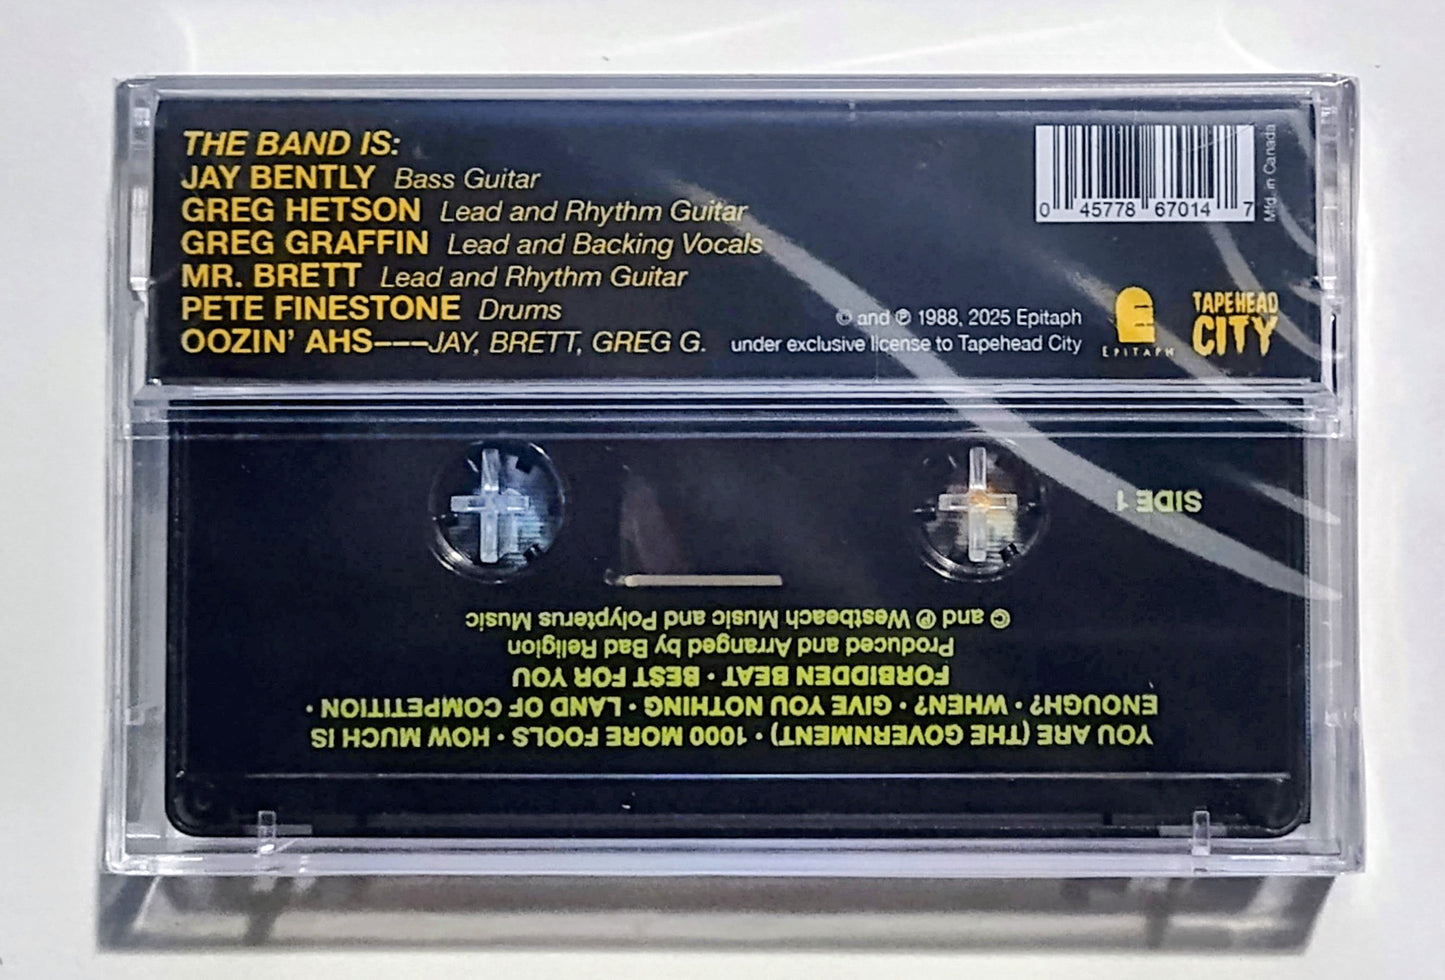 THE BAND IS:
JAY BENTLY Bass Guitar
GREG HETSON Lead and Rhythm Guitar
GREG GRAFFIN Lead and Backing Vocals
MR. BRETT Lead and Rhythm Guitar
PETE FINESTONE Drums
OOZIN' AHS---JAY, BRETT, GREG G.
0 45778 67014 7
Mfd. in Canada
© and ℗ 1988, 2025 Epitaph
under exclusive license to Tapehead City
EPITAPH
TAPEHEAD
CITY
SIDE 1
YOU ARE (THE GOVERNMENT) • 1000 MORE FOOLS • HOW MUCH IS
ENOUGH? • WHEN? • GIVE YOU NOTHING • LAND OF COMPETITION •
FORBIDDEN BEAT • BEST FOR YOU
Produced and Arranged by Bad Religion
© and ℗ Westbeach Music and Polypterus Music